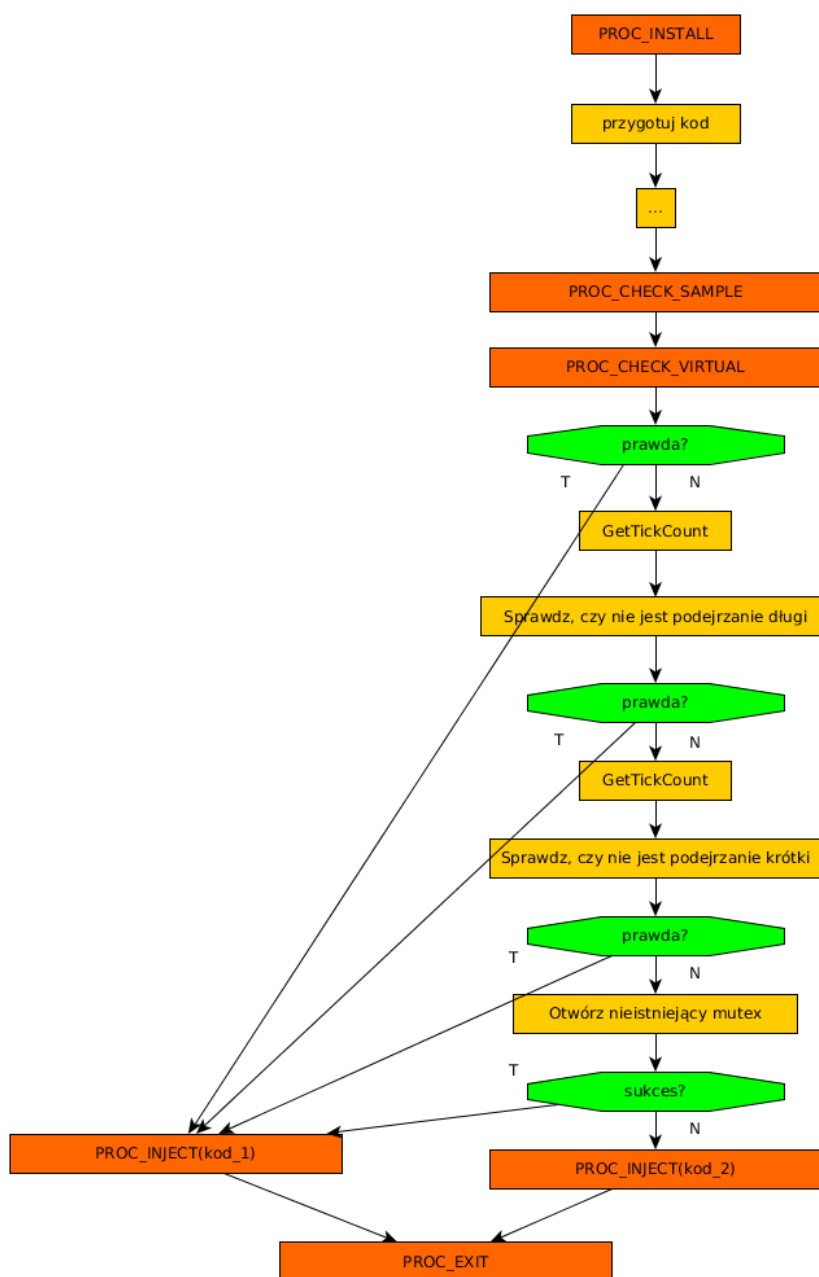 PROC_INSTALL
przygotuj kod
...
PROC_CHECK_SAMPLE
PROC_CHECK_VIRTUAL
prawda?
T
N
GetTickCount
Sprawdz, czy nie jest podejrzanie długi
prawda?
T
N
GetTickCount
Sprawdz, czy nie jest podejrzanie krótki
prawda?
T
N
Otwórz nieistniejący mutex
T
sukces?
N
PROC_INJECT(kod_1)
PROC_INJECT(kod_2)
PROC_EXIT